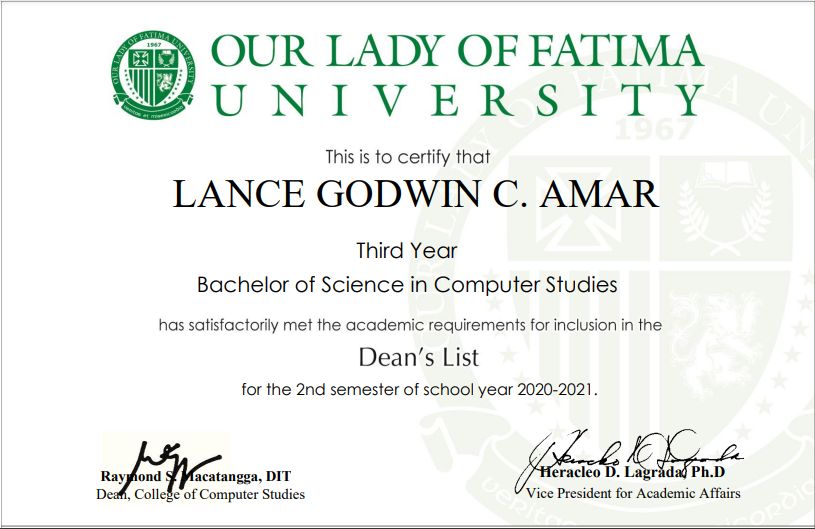 OUR LADY OF FATIMA UNIVERSITY
1967
OUR LADY OF FATIMA
UNIVERSITY
1967
This is to certify that
LANCE GODWIN C. AMAR
Third Year
Bachelor of Science in Computer Studies
has satisfactorily met the academic requirements for inclusion in the
Dean's List
for the 2nd semester of school year 2020-2021.
Raymond S. Macatangga, DIT
Dean, College of Computer Studies
Heracleo D. Lagrada, Ph.D
Vice President for Academic Affairs